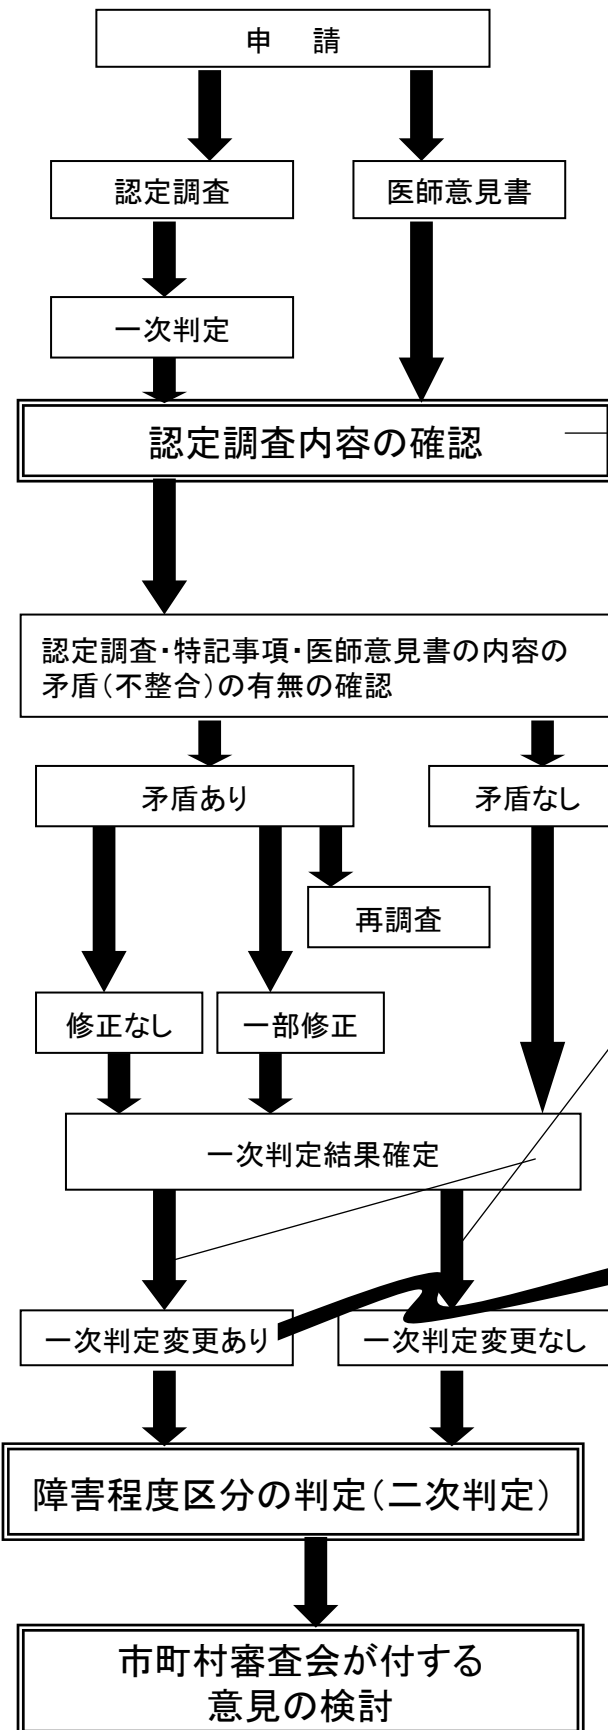 申　請
認定調査
医師意見書
一次判定
認定調査内容の確認
認定調査・特記事項・医師意見書の内容の
矛盾(不整合)の有無の確認
矛盾あり
矛盾なし
再調査
修正なし
一部修正
一次判定結果確定
一次判定変更あり
一次判定変更なし
障害程度区分の判定(二次判定)
市町村審査会が付する
意見の検討